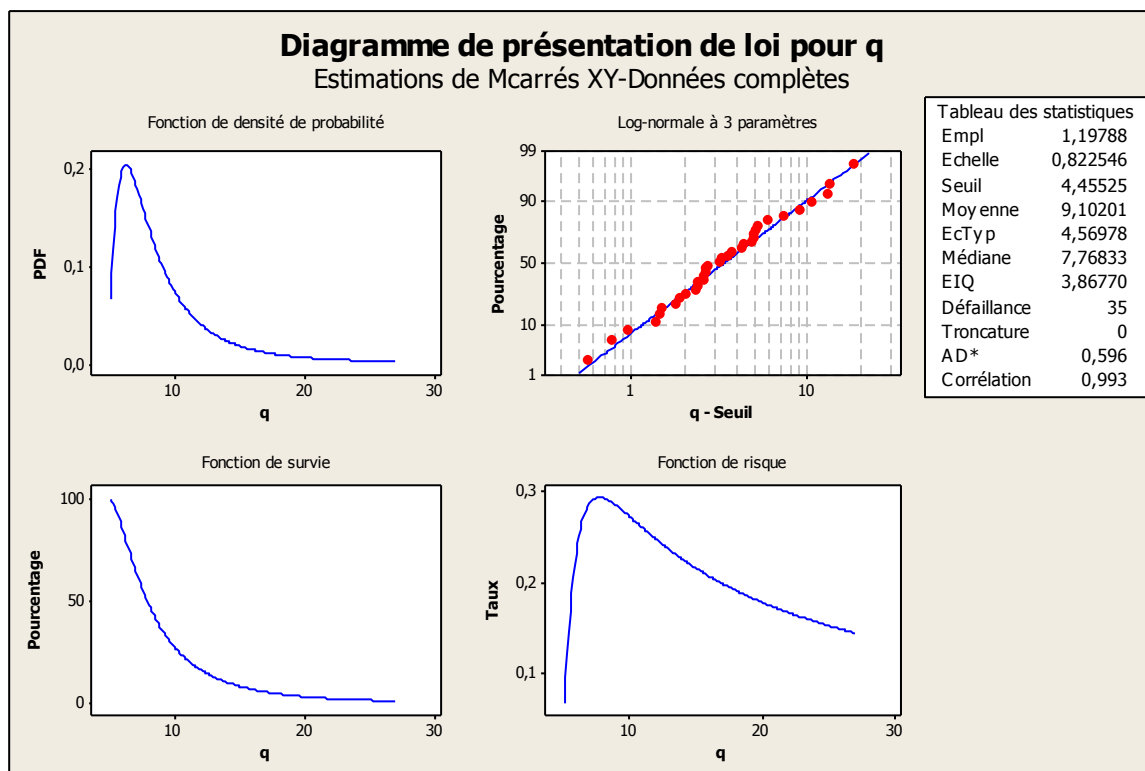 Diagramme de présentation de loi pour q
Estimations de Mcarrés XY-Données complètes
Fonction de densité de probabilité
0,2
0,1
0,0
PDF
10
20
30
q
Log-normale à 3 paramètres
99
90
50
10
1
Pourcentage
1
10
q - Seuil
Tableau des statistiques
Empl 1,19788
Echelle 0,822546
Seuil 4,45525
Moyenne 9,10201
EcTyp 4,56978
Médiane 7,76833
EIQ 3,86770
Défaillance 35
Troncature 0
AD* 0,596
Corrélation 0,993
Fonction de survie
100
50
0
Pourcentage
10
20
30
q
Fonction de risque
0,3
0,2
0,1
Taux
10
20
30
q